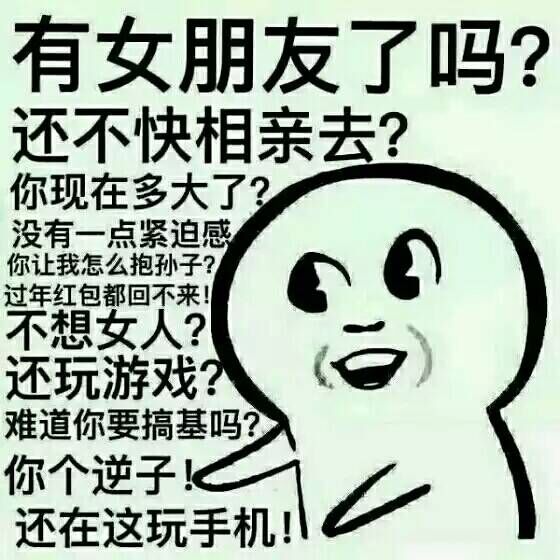 有女朋友了吗?
还不快相亲去?
你现在多大了?
没有一点紧迫感
你让我怎么抱孙子?
过年红包都回不来!
不想女人?
还玩游戏?
难道你要搞基吗?
你个逆子!
还在这玩手机!